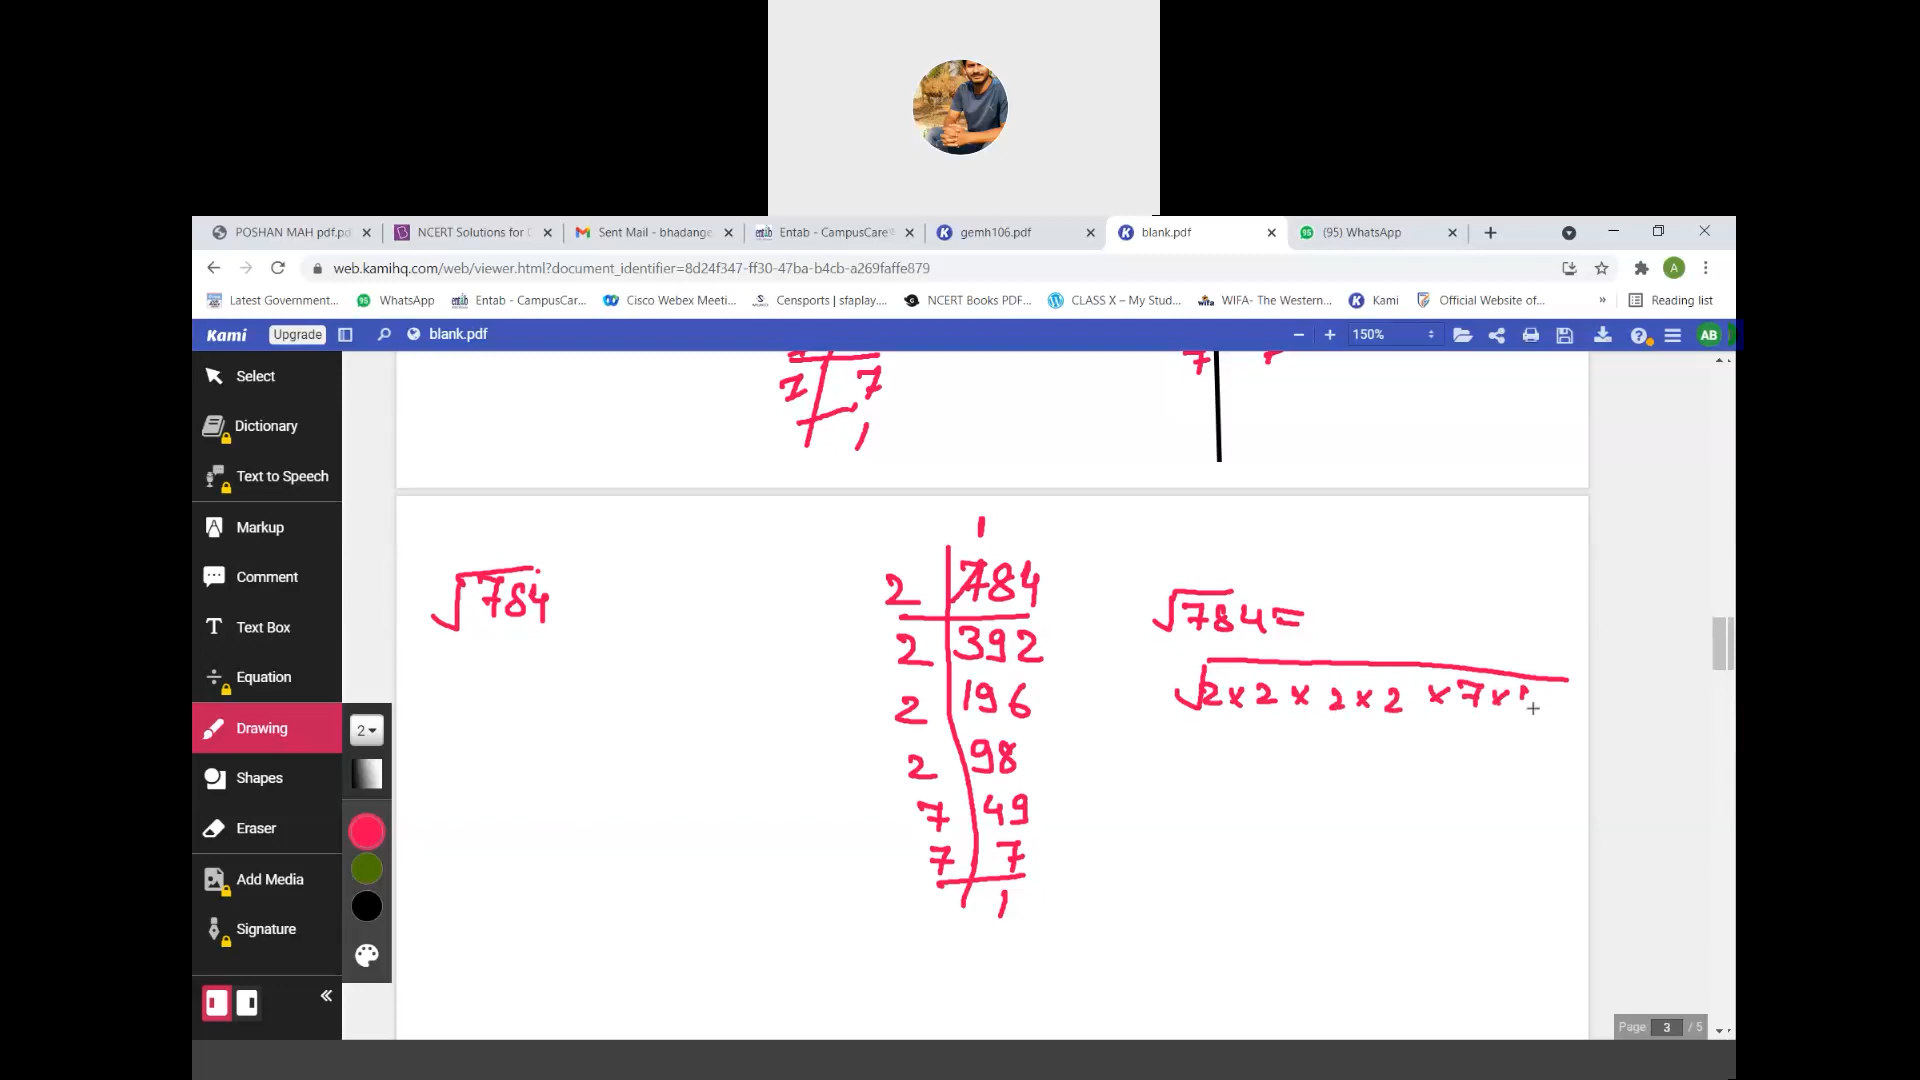 POSHAN MAH pdf.pd
NCERT Solutions for
Sent Mail - bhadange
Entab - CampusCare
gemh106.pdf
blank.pdf
(95) WhatsApp
web.kamihq.com/web/viewer.html?document_identifier=8d24f347-ff30-47ba-b4cb-a269faffe879
A
Latest Government...
WhatsApp
Entab - CampusCar...
Cisco Webex Meeti...
Censports | sfaplay....
NCERT Books PDF...
CLASS X – My Stud...
WIFA- The Western...
Kami
Official Website of...
»
Reading list
Kami
Upgrade
blank.pdf
150%
AB
Select
Dictionary
Text to Speech
Markup
Comment
Text Box
Equation
Drawing
2
Shapes
Eraser
Add Media
Signature
7
7
1
7
√784
1
2 784
2 392
2 196
2 98
7 49
7 7
1
√784 =
√2 × 2 × 2 × 2 × 7 ×
Page 3 / 5